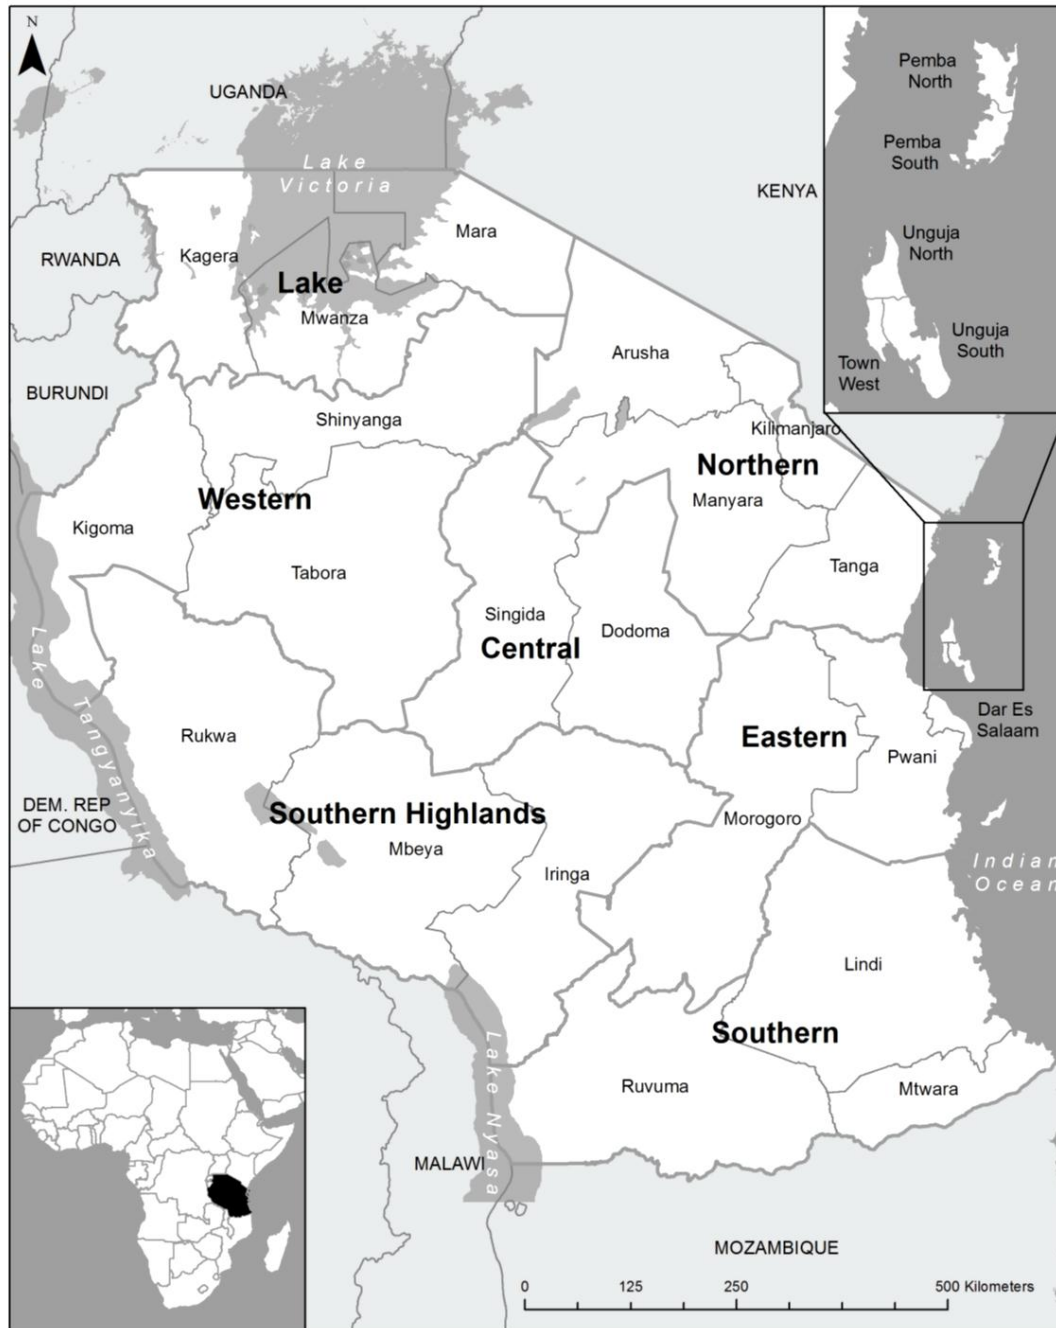 N
UGANDA
Lake
Victoria
KENYA
Pemba
North
Pemba
South
Unguja
North
Unguja
South
Town
West
RWANDA
Kagera
Mara
Lake
Mwanza
BURUNDI
Arusha
Shinyanga
Kilimanjaro
Northern
Manyara
Western
Kigoma
Tabora
Tanga
Singida
Dodoma
Central
Lake
Tangyanyika
Rukwa
Dar Es
Salaam
Eastern
Pwani
DEM. REP
OF CONGO
Southern Highlands
Mbeya
Morogoro
Iringa
Indian
Ocean
Lindi
Southern
Ruvuma
Mtwara
Lake Nyasa
MALAWI
MOZAMBIQUE
0 125 250 500 Kilometers